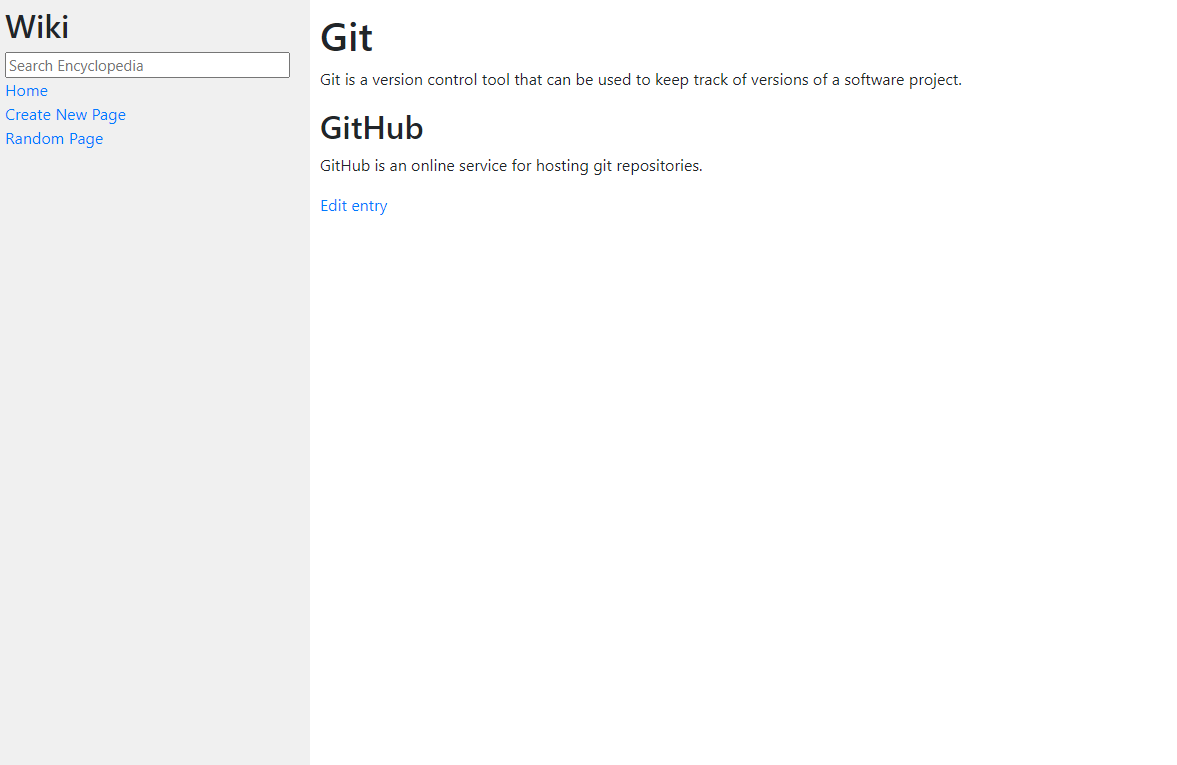 Wiki
Search Encyclopedia
Home
Create New Page
Random Page
Git
Git is a version control tool that can be used to keep track of versions of a software project.
GitHub
GitHub is an online service for hosting git repositories.
Edit entry